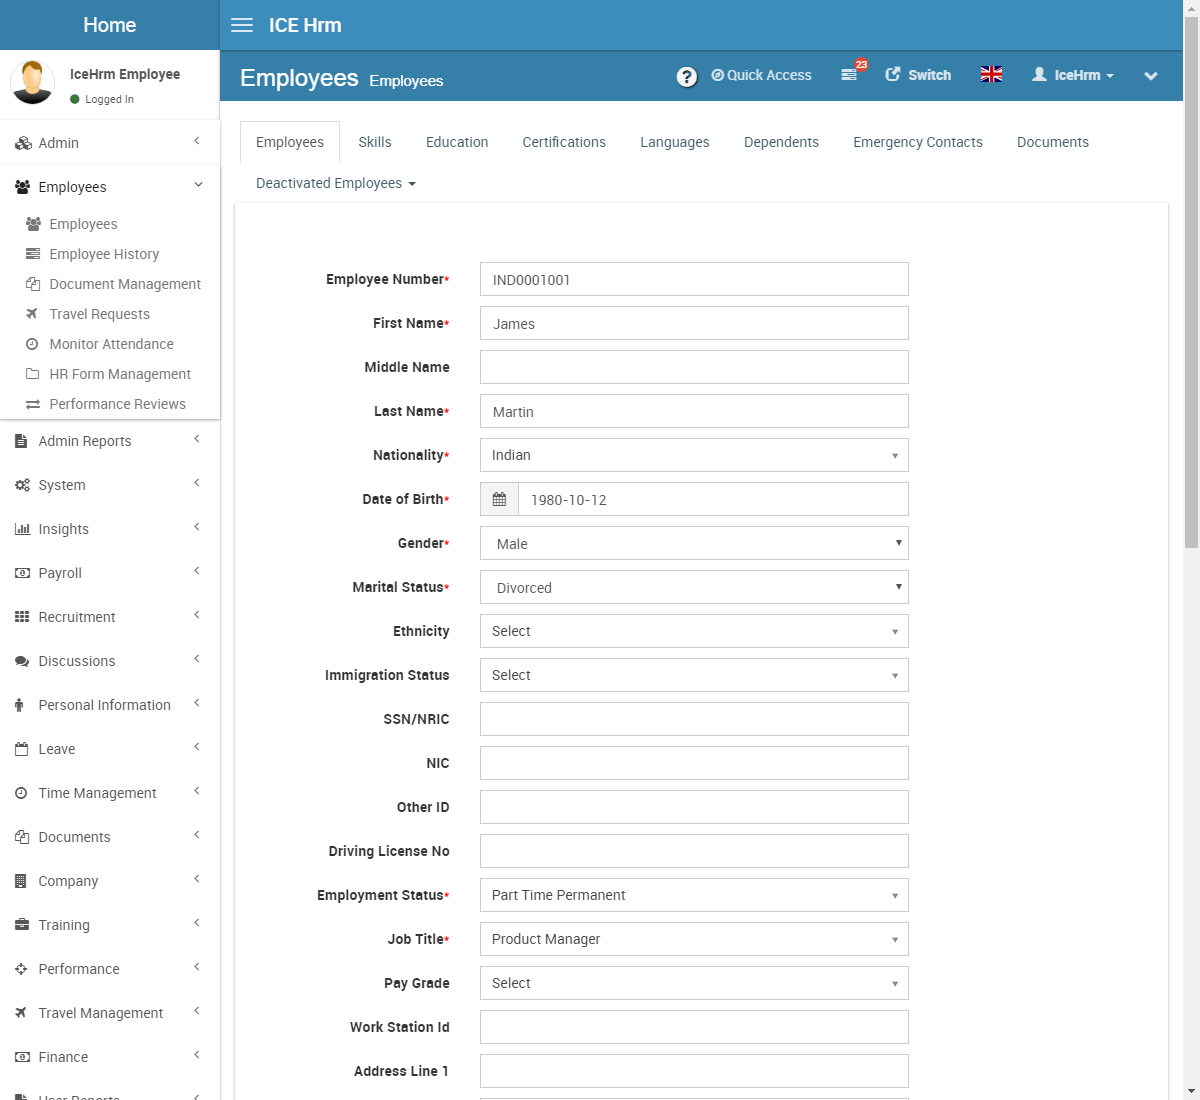 Home
ICE Hrm
IceHrm Employee
Logged In
Employees Employees
?
Quick Access
23
Switch
IceHrm
Admin
Employees
Employees
Employee History
Document Management
Travel Requests
Monitor Attendance
HR Form Management
Performance Reviews
Admin Reports
System
Insights
Payroll
Recruitment
Discussions
Personal Information
Leave
Time Management
Documents
Company
Training
Performance
Travel Management
Finance
User Reports
Employees
Skills
Education
Certifications
Languages
Dependents
Emergency Contacts
Documents
Deactivated Employees
Employee Number* IND0001001
First Name* James
Middle Name
Last Name* Martin
Nationality* Indian
Date of Birth* 1980-10-12
Gender* Male
Marital Status* Divorced
Ethnicity Select
Immigration Status Select
SSN/NRIC
NIC
Other ID
Driving License No
Employment Status* Part Time Permanent
Job Title* Product Manager
Pay Grade Select
Work Station Id
Address Line 1